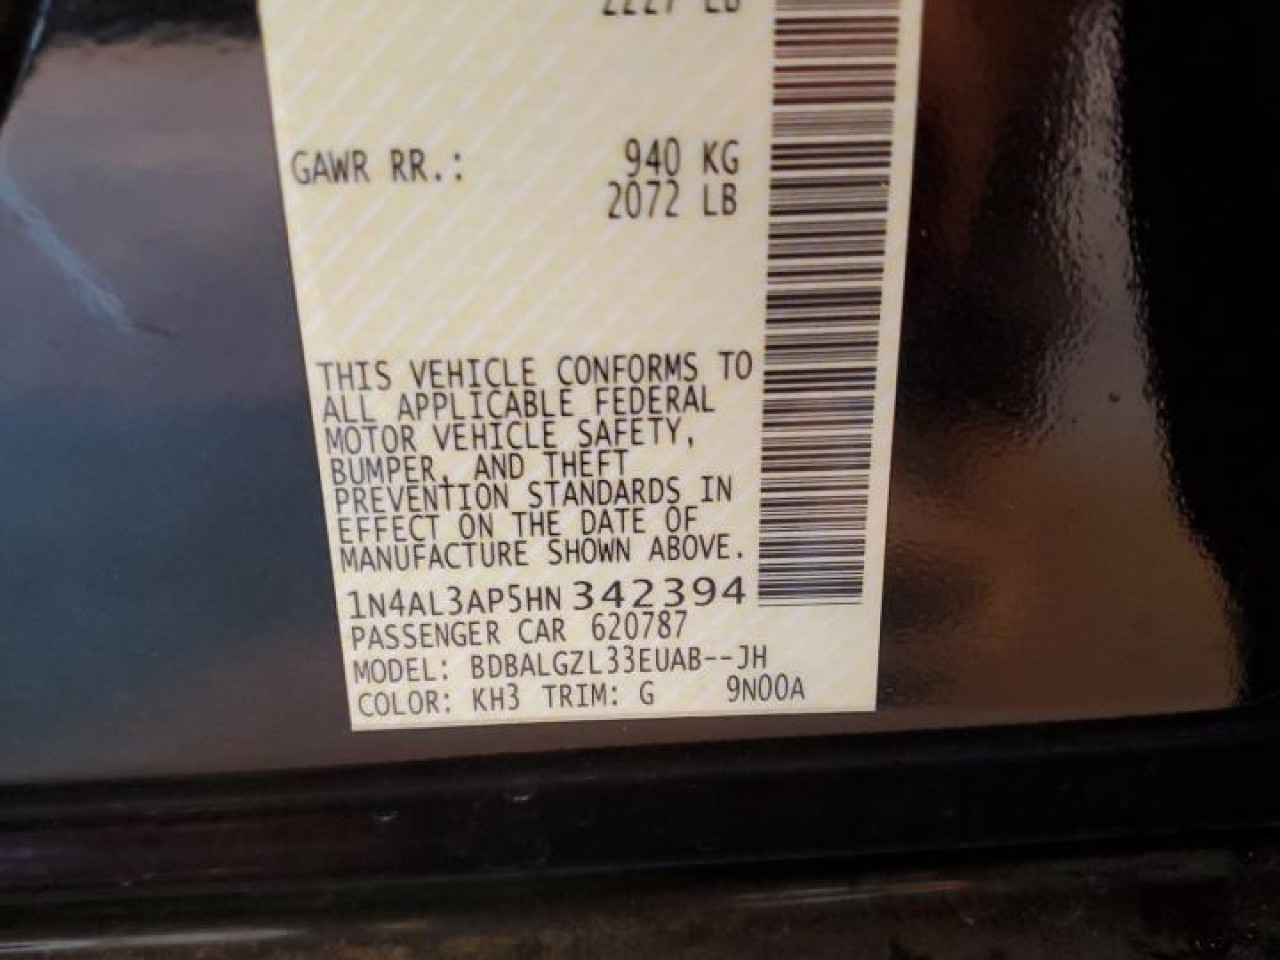 2227 LB
GAWR RR.: 940 KG
2072 LB
THIS VEHICLE CONFORMS TO
ALL APPLICABLE FEDERAL
MOTOR VEHICLE SAFETY,
BUMPER, AND THEFT
PREVENTION STANDARDS IN
EFFECT ON THE DATE OF
MANUFACTURE SHOWN ABOVE.
1N4AL3AP5HN342394
PASSENGER CAR 620787
MODEL: BDBALGZL33EUAB--JH
COLOR: KH3 TRIM: G 9N00A